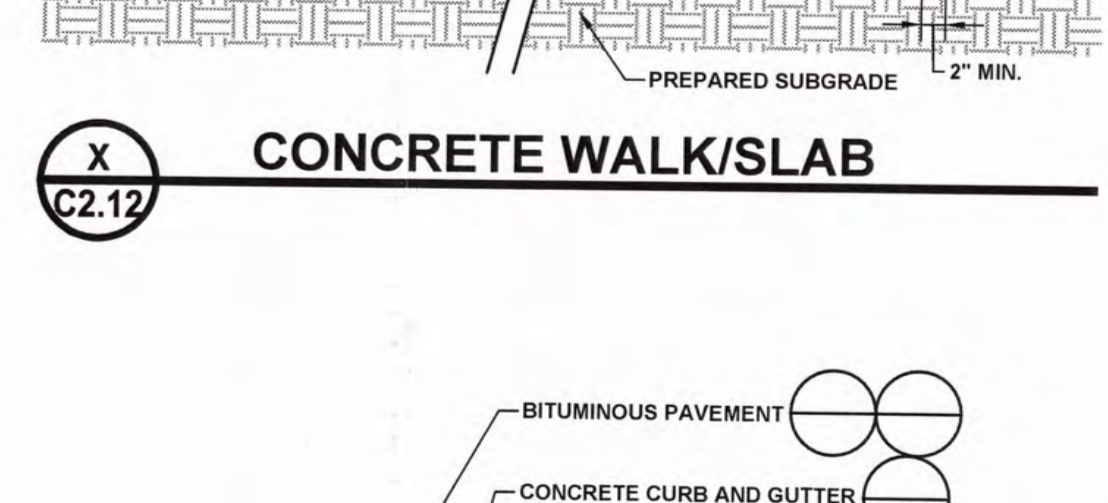 PREPARED SUBGRADE
2" MIN.
X
C2.12
CONCRETE WALK/SLAB
BITUMINOUS PAVEMENT
CONCRETE CURB AND GUTTER